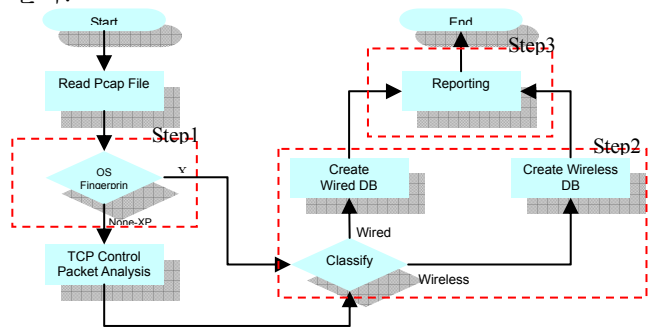 Start
Read Pcap File
Step1
OS
Fingerprin
X
None-XP
TCP Control
Packet Analysis
End
Step3
Reporting
Step2
Create
Wired DB
Create Wireless
DB
Wired
Classify
Wireless